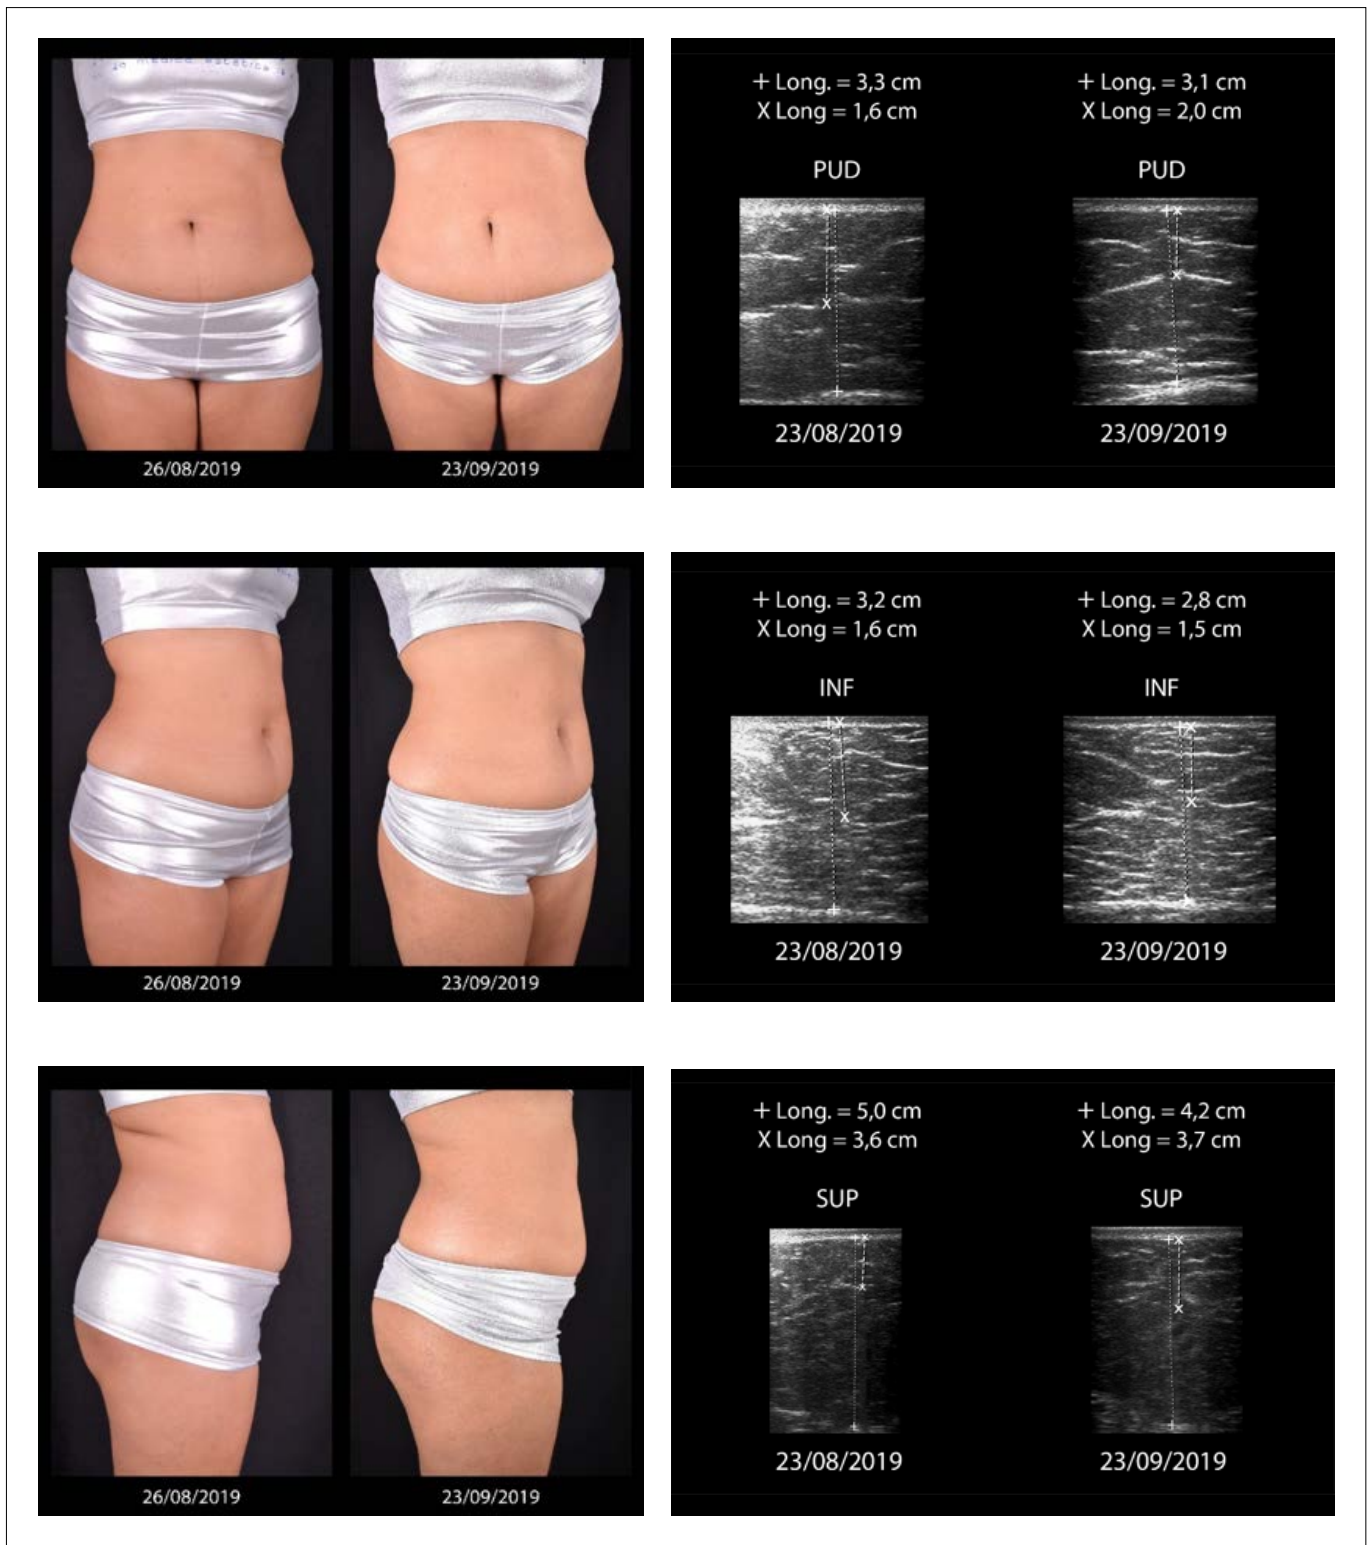 la medica estética
26/08/2019
23/09/2019
+ Long. = 3,3 cm
X Long = 1,6 cm
PUD
23/08/2019
+ Long. = 3,1 cm
X Long = 2,0 cm
PUD
23/09/2019
26/08/2019
23/09/2019
+ Long. = 3,2 cm
X Long = 1,6 cm
INF
23/08/2019
+ Long. = 2,8 cm
X Long = 1,5 cm
INF
23/09/2019
26/08/2019
23/09/2019
+ Long. = 5,0 cm
X Long = 3,6 cm
SUP
23/08/2019
+ Long. = 4,2 cm
X Long = 3,7 cm
SUP
23/09/2019